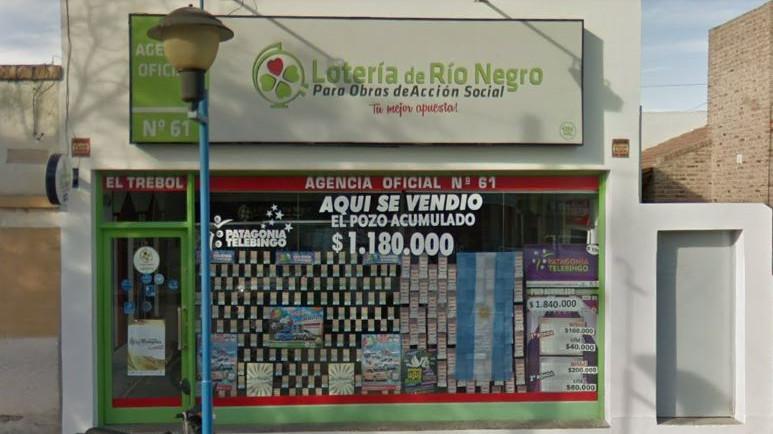 AGENCIA
OFICIAL
Nº 61
Lotería de Río Negro
Para Obras de Acción Social
Tu mejor apuesta!
EL TREBOL
AGENCIA OFICIAL Nº 61
AQUI SE VENDIO
EL POZO ACUMULADO
$ 1.180.000
PATAGONIA
TELEBINGO
PATAGONIA
TELEBINGO
$ 1.840.000
$160.000
$40.000
$200.000
$60.000